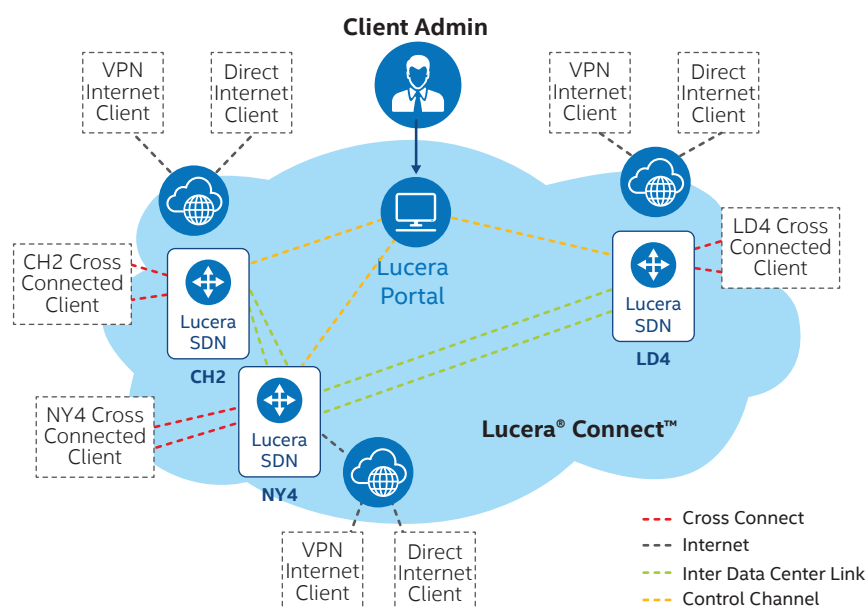 Client Admin
VPN
Internet
Client
Direct
Internet
Client
VPN
Internet
Client
Direct
Internet
Client
CH2 Cross
Connected
Client
Lucera
SDN
CH2
Lucera
Portal
Lucera
SDN
LD4
LD4 Cross
Connected
Client
NY4 Cross
Connected
Client
Lucera
SDN
NY4
Lucera® Connect™
VPN
Internet
Client
Direct
Internet
Client
Cross Connect
Internet
Inter Data Center Link
Control Channel